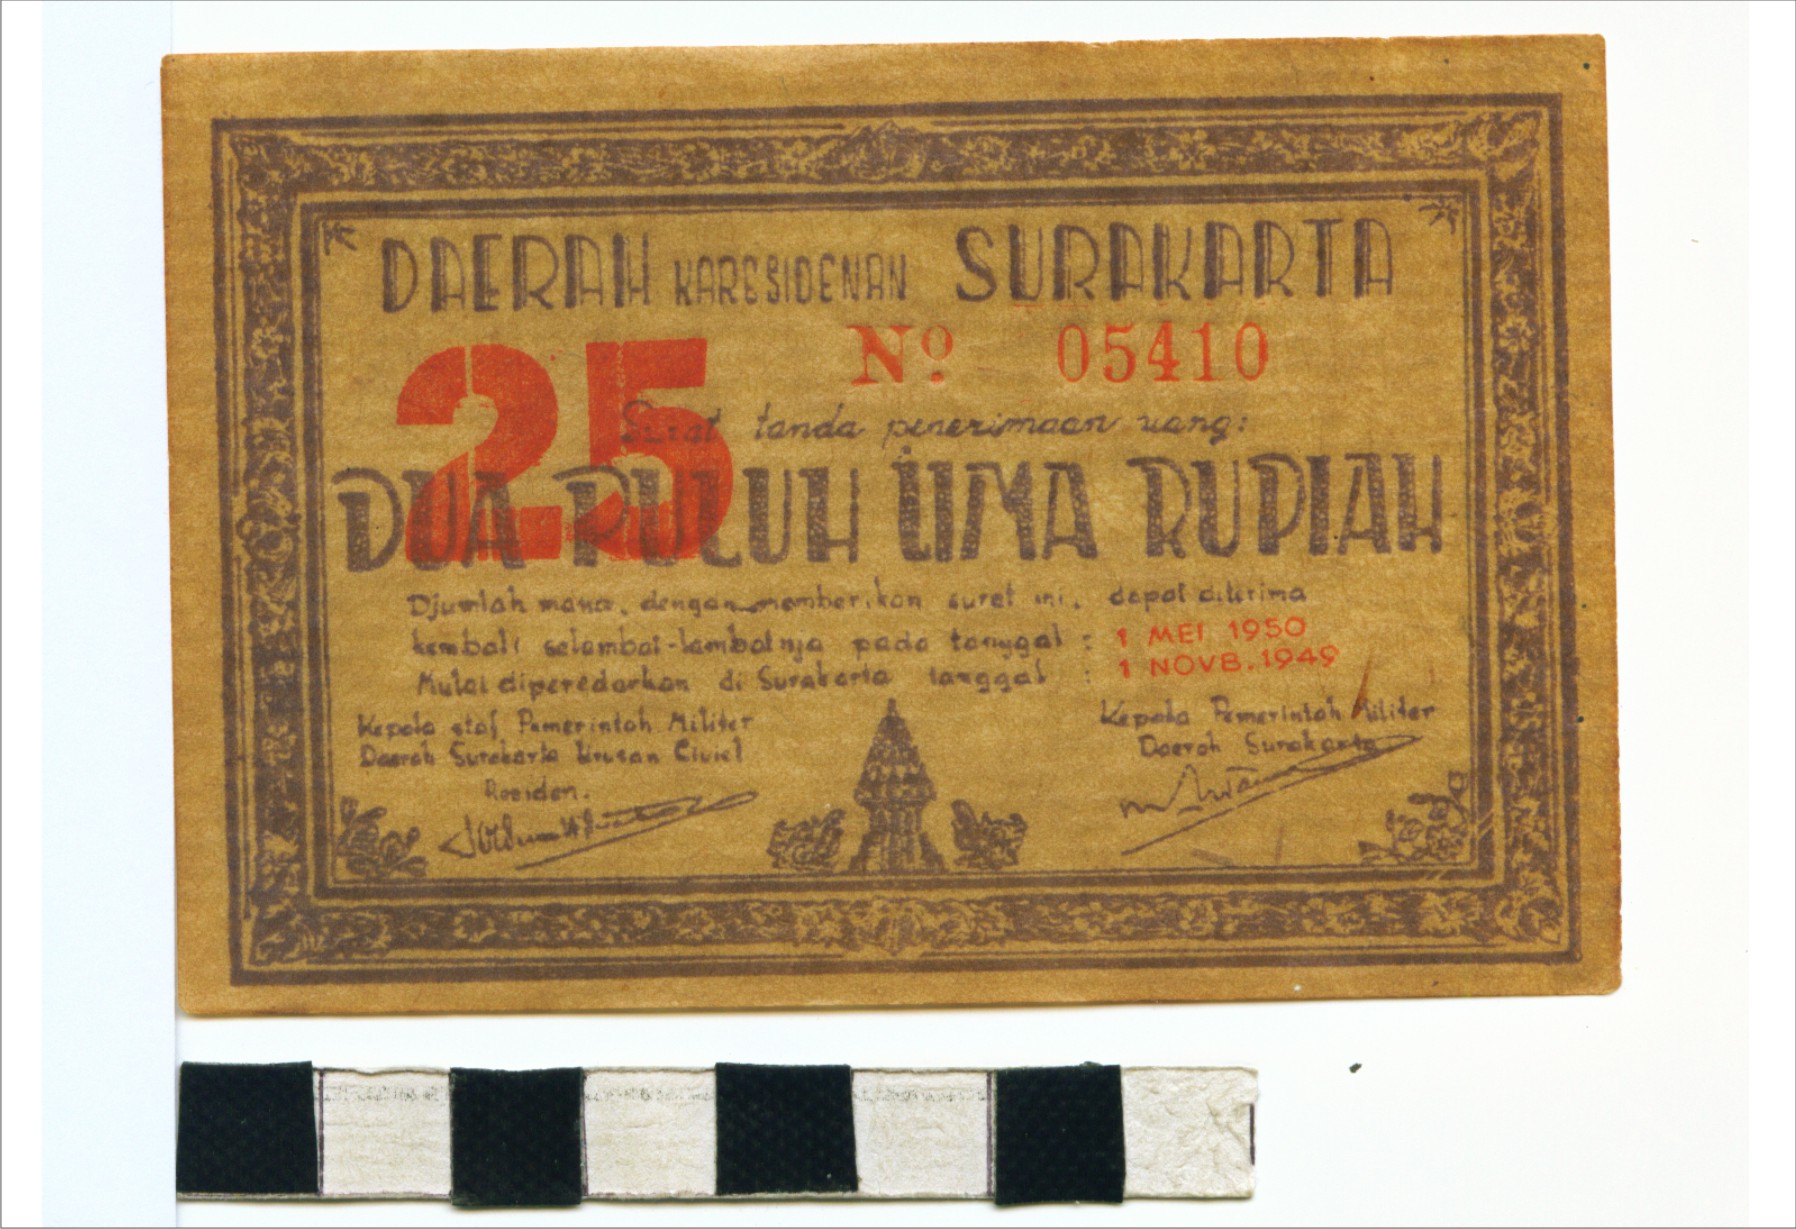 DAERAH KARESIDENAN SURAKARTA
25 No. 05410
Surat tanda penerimaan uang:
DUA PULUH LIMA RUPIAH
Djumlah mana, dengan memberikan surat ini, dapat diterima
kembali selambat-lambatnja pada tanggal : 1 MEI 1950
Mulai diperedarkan di Surakarta tanggal : 1 NOVB. 1949
Kepala staf Pemerintah Militer
Daerah Surakarta Urusan Civiel
Residen.
Kepala Pemerintah Militer
Daerah Surakarta